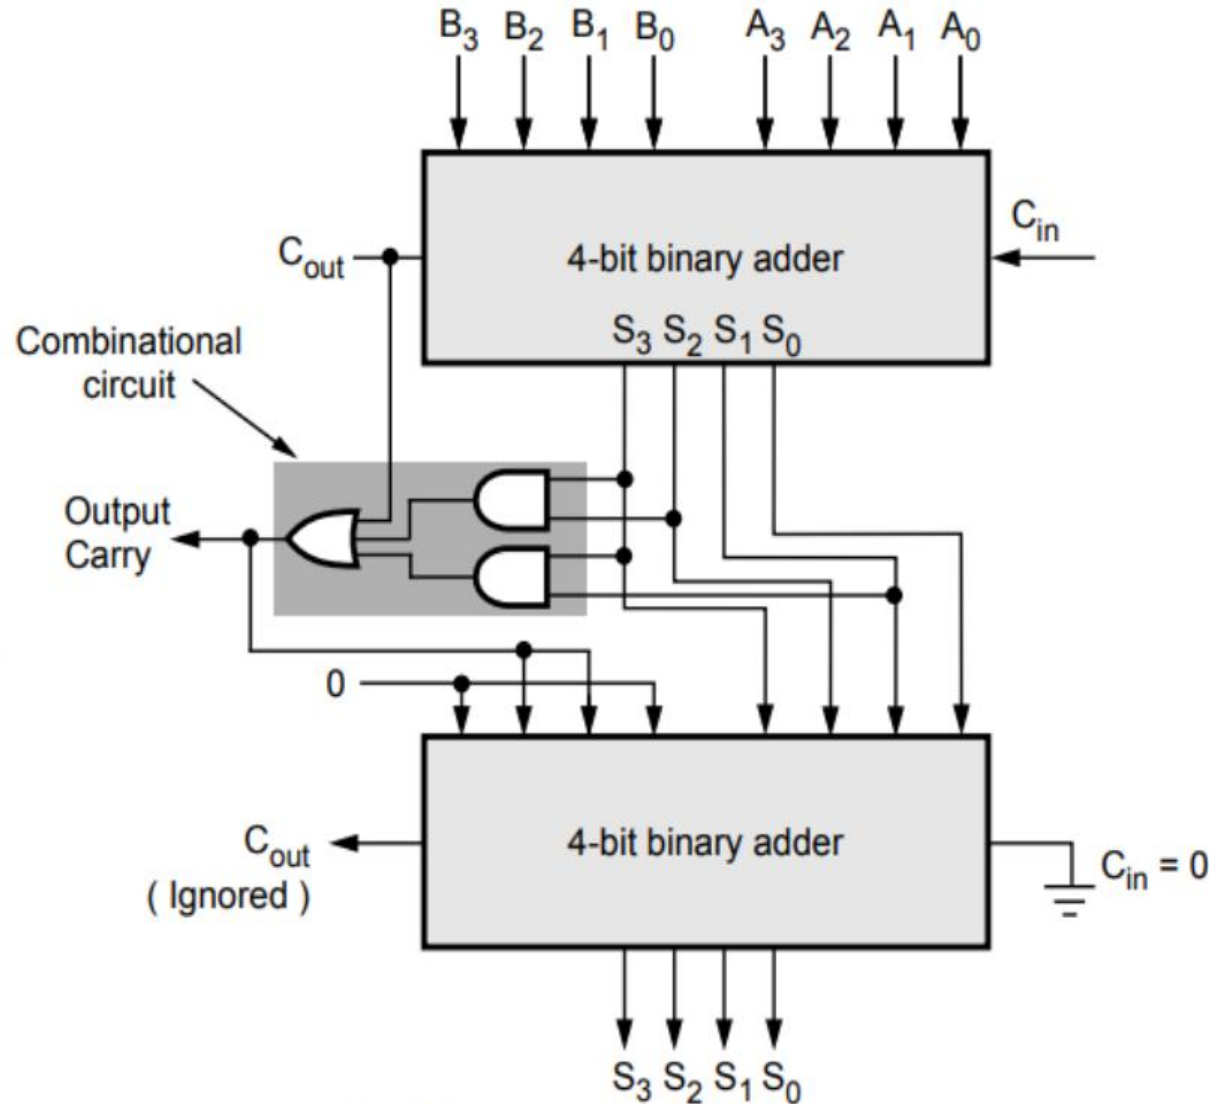 B3 B2 B1 B0 A3 A2 A1 A0
Cin
Cout
4-bit binary adder
S3 S2 S1 S0
Combinational
circuit
Output
Carry
0
4-bit binary adder
Cout
( Ignored )
Cin = 0
S3 S2 S1 S0